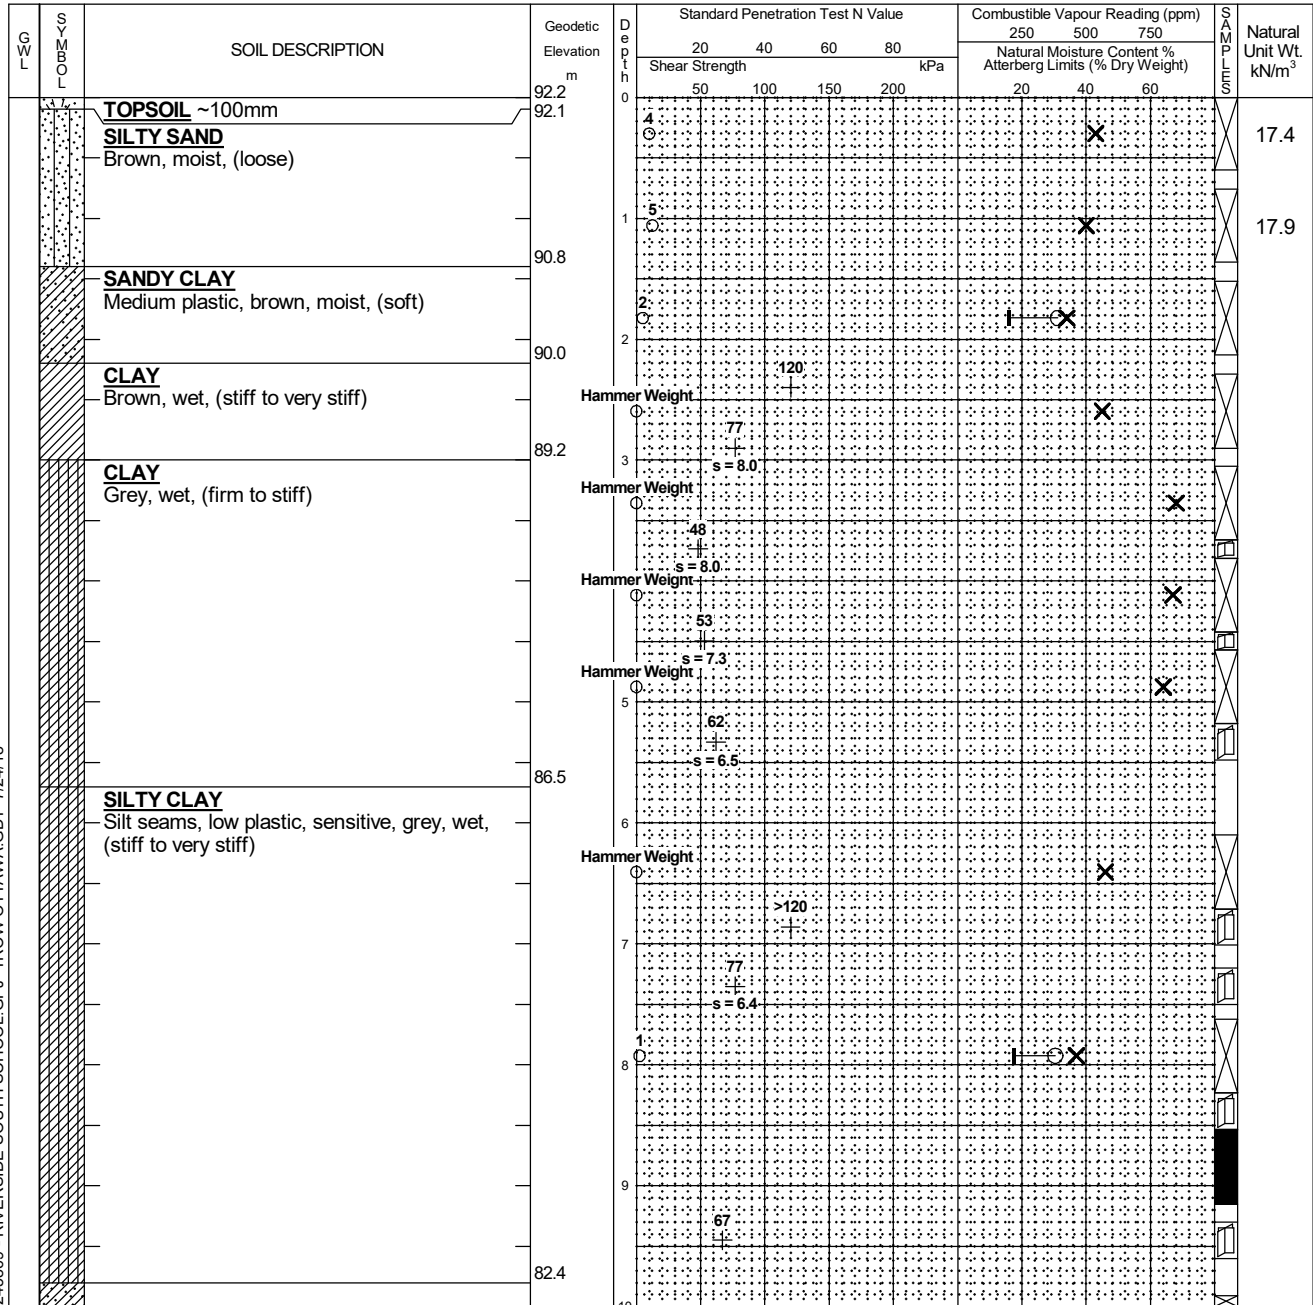 GWL
SYMBOL
SOIL DESCRIPTION
Geodetic
Elevation
m
Depth
Standard Penetration Test N Value
20 40 60 80
Shear Strength kPa
50 100 150 200
Combustible Vapour Reading (ppm)
250 500 750
Natural Moisture Content %
Atterberg Limits (% Dry Weight)
20 40 60
SAMPLES
Natural
Unit Wt.
kN/m³
92.2
0
TOPSOIL ~100mm
92.1
SILTY SAND
Brown, moist, (loose)
4
17.4
5
1
17.9
90.8
SANDY CLAY
Medium plastic, brown, moist, (soft)
2
2
90.0
CLAY
Brown, wet, (stiff to very stiff)
120
Hammer Weight
77
89.2
3
s = 8.0
CLAY
Grey, wet, (firm to stiff)
Hammer Weight
48
s = 8.0
Hammer Weight
53
s = 7.3
Hammer Weight
5
62
s = 6.5
86.5
SILTY CLAY
Silt seams, low plastic, sensitive, grey, wet,
(stiff to very stiff)
6
Hammer Weight
>120
7
77
s = 6.4
1
8
9
67
82.4